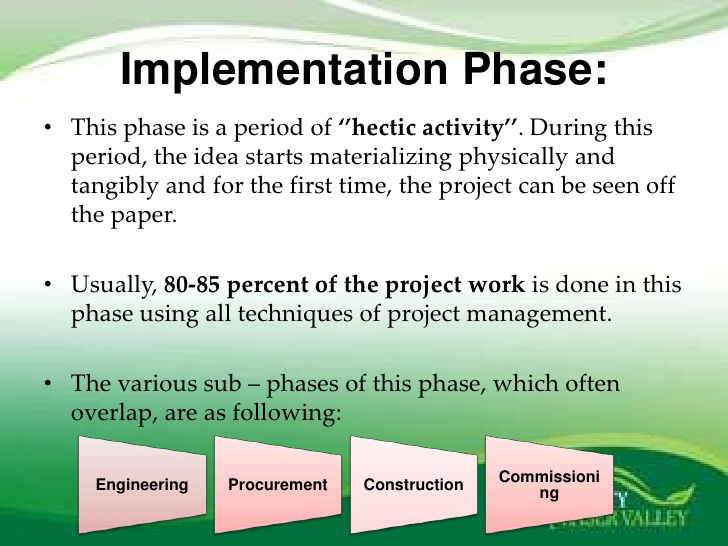 Implementation Phase:
• This phase is a period of ‘’hectic activity’’. During this
period, the idea starts materializing physically and
tangibly and for the first time, the project can be seen off
the paper.
• Usually, 80-85 percent of the project work is done in this
phase using all techniques of project management.
• The various sub – phases of this phase, which often
overlap, are as following:
Engineering
Procurement
Construction
Commissioni
ng
VALLEY